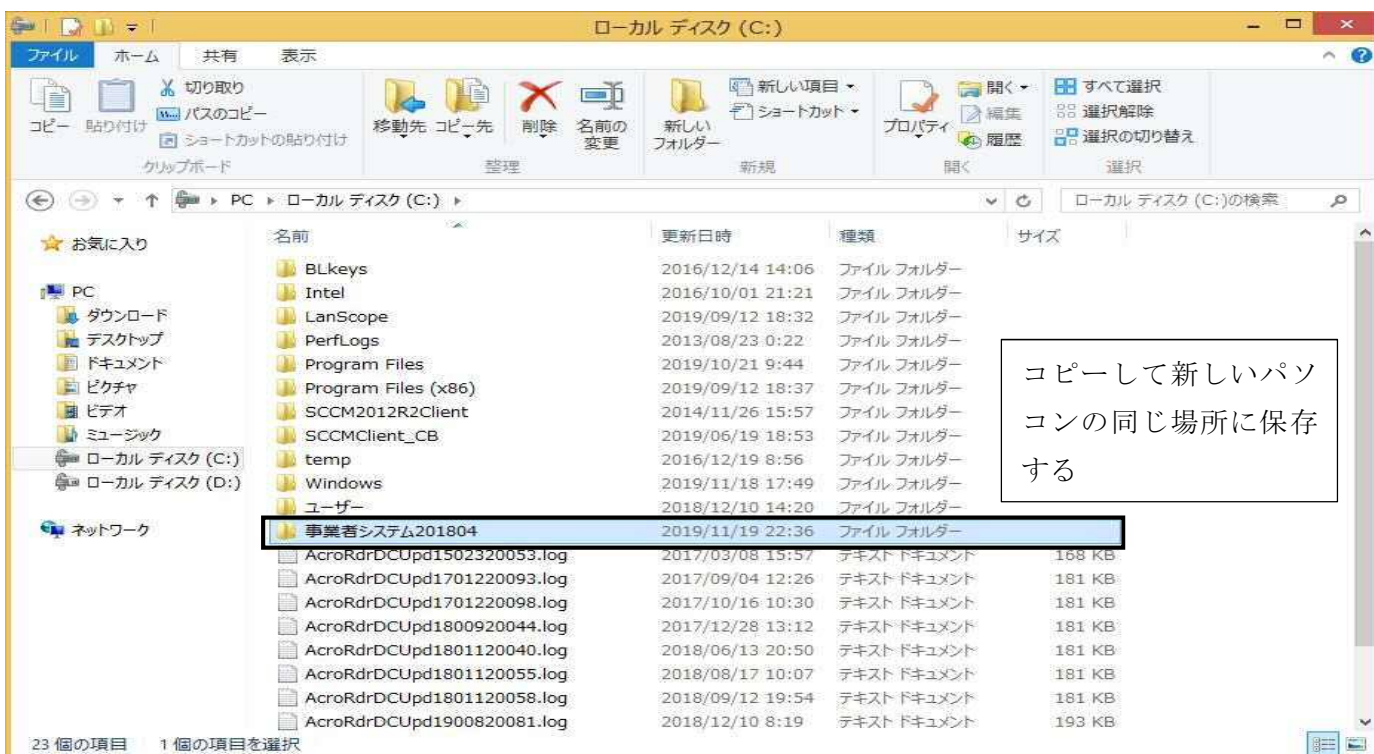 ローカル ディスク (C:)
ファイル ホーム 共有 表示
コピー 貼り付け 切り取り パスのコピー ショートカットの貼り付け 移動先 コピー先 削除 名前の変更 新しいフォルダー 新しい項目 ショートカット プロパティ 開く 編集 履歴 すべて選択 選択解除 選択の切り替え
クリップボード 整理 新規 開く 選択
PC ローカル ディスク (C:) ローカル ディスク (C:)の検索
お気に入り
PC
ダウンロード
デスクトップ
ドキュメント
ピクチャ
ビデオ
ミュージック
ローカル ディスク (C:)
ローカル ディスク (D:)
ネットワーク
名前 更新日時 種類 サイズ
BLkeys 2016/12/14 14:06 ファイル フォルダー
Intel 2016/10/01 21:21 ファイル フォルダー
LanScope 2019/09/12 18:32 ファイル フォルダー
PerfLogs 2013/08/23 0:22 ファイル フォルダー
Program Files 2019/10/21 9:44 ファイル フォルダー
Program Files (x86) 2019/09/12 18:37 ファイル フォルダー
SCCM2012R2Client 2014/11/26 15:57 ファイル フォルダー
SCCMClient_CB 2019/06/19 18:53 ファイル フォルダー
temp 2016/12/19 8:56 ファイル フォルダー
Windows 2019/11/18 17:49 ファイル フォルダー
ユーザー 2018/12/10 14:20 ファイル フォルダー
事業者システム201804 2019/11/19 22:36 ファイル フォルダー
AcroRdrDCUpd1502320053.log 2017/03/08 15:57 テキスト ドキュメント 168 KB
AcroRdrDCUpd1701220093.log 2017/09/04 12:26 テキスト ドキュメント 181 KB
AcroRdrDCUpd1701220098.log 2017/10/16 10:30 テキスト ドキュメント 181 KB
AcroRdrDCUpd1800920044.log 2017/12/28 13:12 テキスト ドキュメント 181 KB
AcroRdrDCUpd1801120040.log 2018/06/13 20:50 テキスト ドキュメント 181 KB
AcroRdrDCUpd1801120055.log 2018/08/17 10:07 テキスト ドキュメント 181 KB
AcroRdrDCUpd1801120058.log 2018/09/12 19:54 テキスト ドキュメント 181 KB
AcroRdrDCUpd1900820081.log 2018/12/10 8:19 テキスト ドキュメント 193 KB
コピーして新しいパソ
コンの同じ場所に保存
する
23 個の項目 1 個の項目を選択